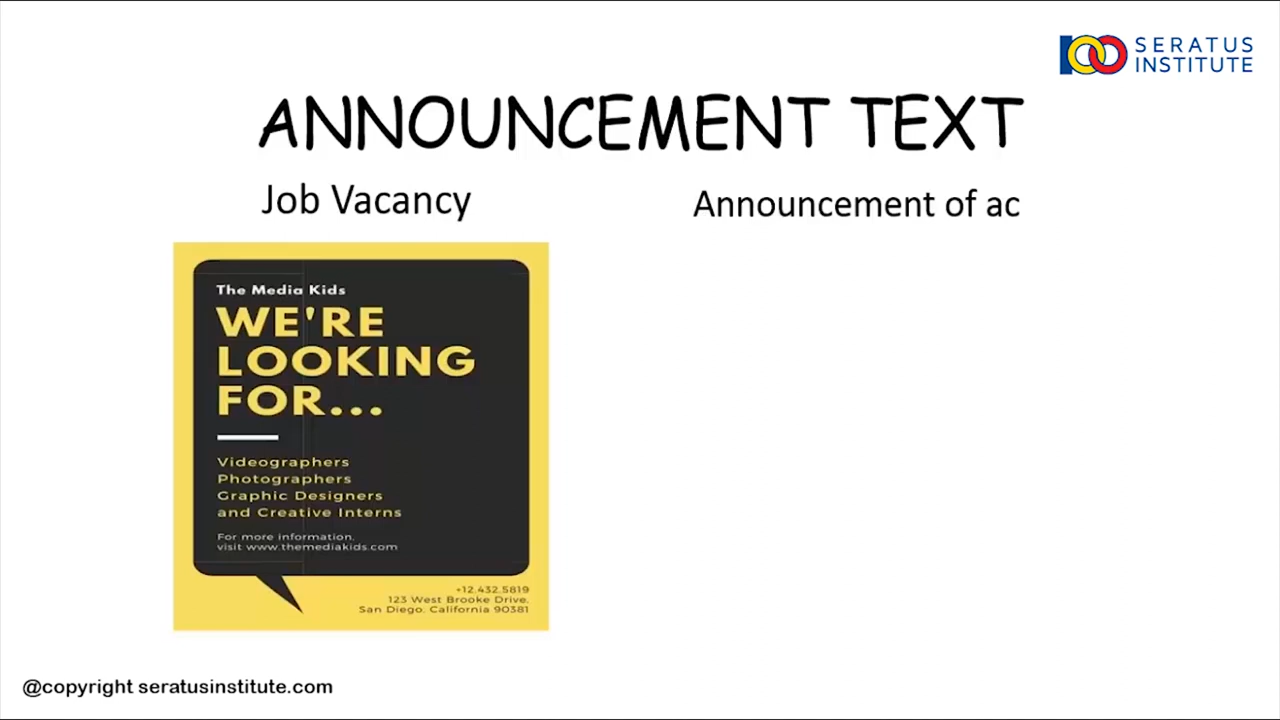 SERATUS
INSTITUTE
ANNOUNCEMENT TEXT
Job Vacancy
Announcement of ac
The Media Kids
WE'RE
LOOKING
FOR...
Videographers
Photographers
Graphic Designers
and Creative Interns
For more information,
visit www.themediakids.com
+12.432.5819
123 West Brooke Drive,
San Diego, California 90381
@copyright seratusinstitute.com